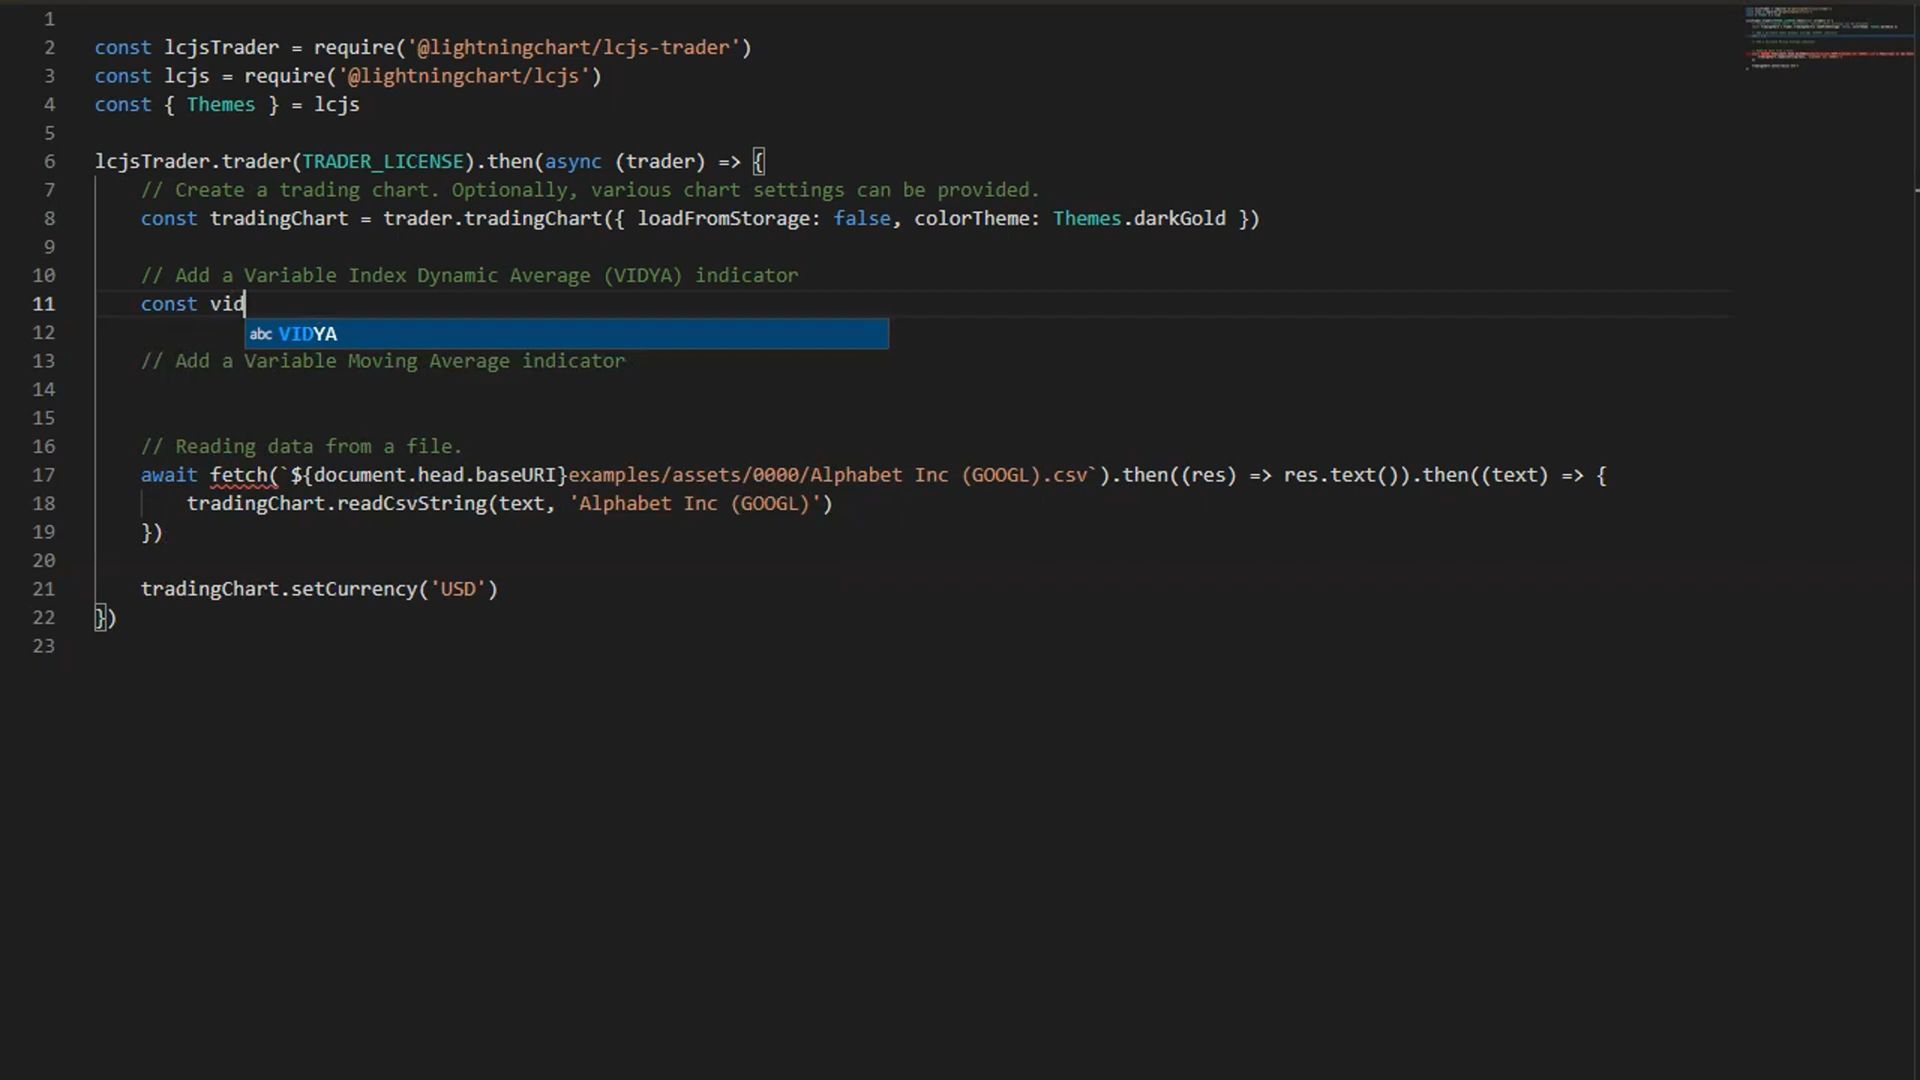 1
2 const lcjsTrader = require('@lightningchart/lcjs-trader')
3 const lcjs = require('@lightningchart/lcjs')
4 const { Themes } = lcjs
5
6 lcjsTrader.trader(TRADER_LICENSE).then(async (trader) => {
7 // Create a trading chart. Optionally, various chart settings can be provided.
8 const tradingChart = trader.tradingChart({ loadFromStorage: false, colorTheme: Themes.darkGold })
9
10 // Add a Variable Index Dynamic Average (VIDYA) indicator
11 const vid
12 abc VIDYA
13 // Add a Variable Moving Average indicator
14
15
16 // Reading data from a file.
17 await fetch(`${document.head.baseURI}examples/assets/0000/Alphabet Inc (GOOGL).csv`).then((res) => res.text()).then((text) => {
18 tradingChart.readCsvString(text, 'Alphabet Inc (GOOGL)')
19 })
20
21 tradingChart.setCurrency('USD')
22 })
23